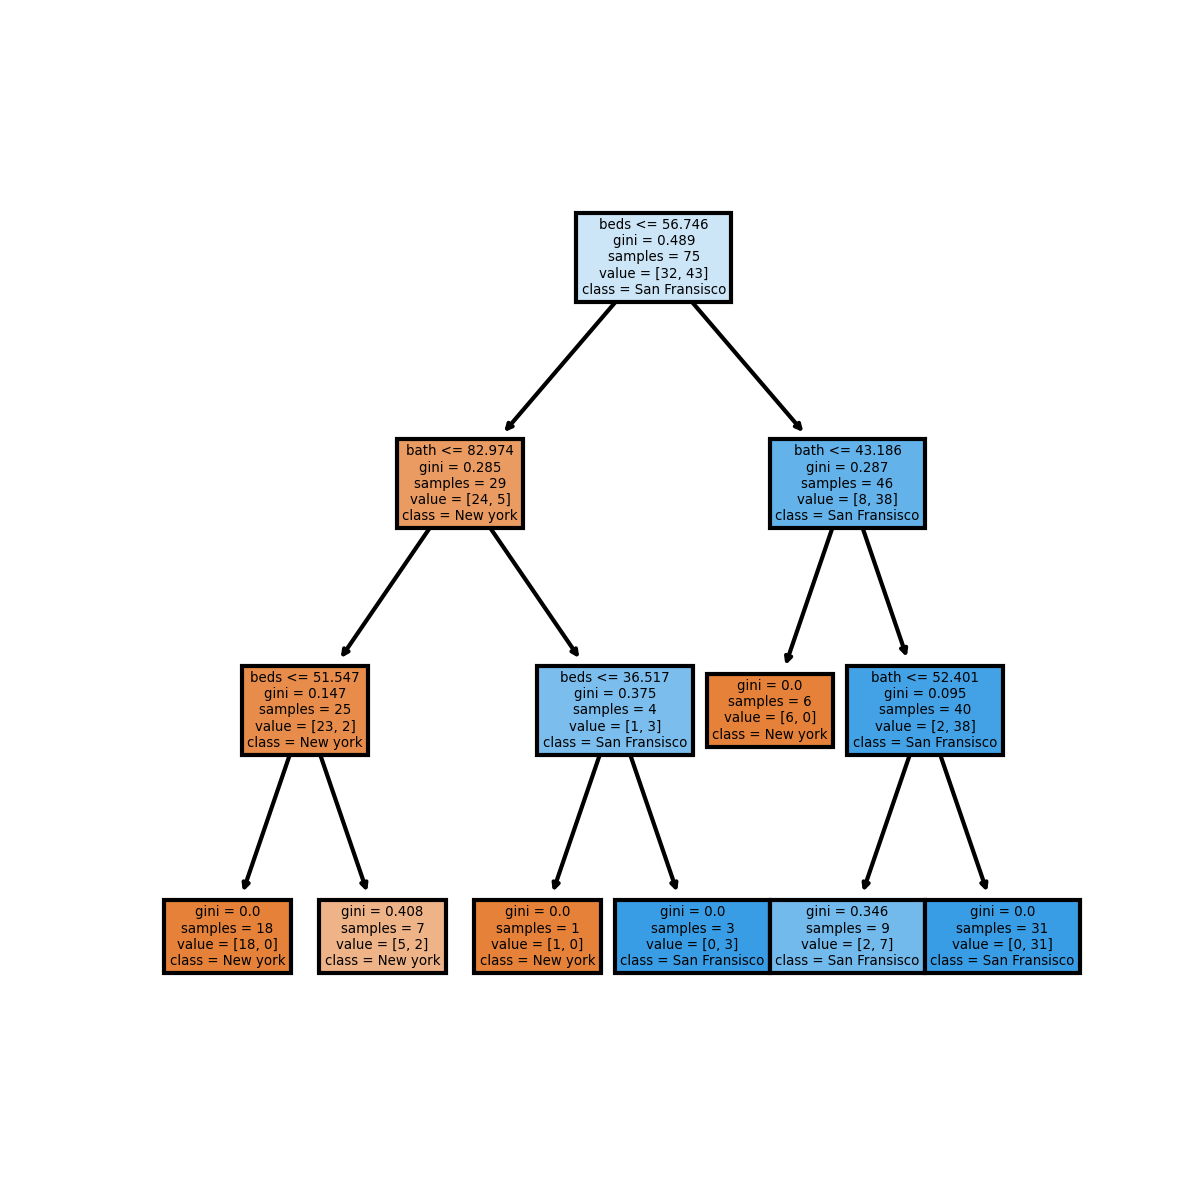 beds <= 56.746
gini = 0.489
samples = 75
value = [32, 43]
class = San Fransisco
bath <= 82.974
gini = 0.285
samples = 29
value = [24, 5]
class = New york
bath <= 43.186
gini = 0.287
samples = 46
value = [8, 38]
class = San Fransisco
beds <= 51.547
gini = 0.147
samples = 25
value = [23, 2]
class = New york
beds <= 36.517
gini = 0.375
samples = 4
value = [1, 3]
class = San Fransisco
gini = 0.0
samples = 6
value = [6, 0]
class = New york
bath <= 52.401
gini = 0.095
samples = 40
value = [2, 38]
class = San Fransisco
gini = 0.0
samples = 18
value = [18, 0]
class = New york
gini = 0.408
samples = 7
value = [5, 2]
class = New york
gini = 0.0
samples = 1
value = [1, 0]
class = New york
gini = 0.0
samples = 3
value = [0, 3]
class = San Fransisco
gini = 0.346
samples = 9
value = [2, 7]
class = San Fransisco
gini = 0.0
samples = 31
value = [0, 31]
class = San Fransisco